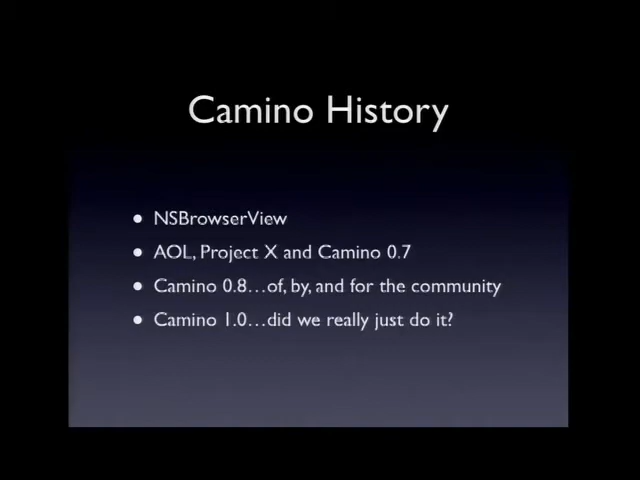 Camino History
• NSBrowserView
• AOL, Project X and Camino 0.7
• Camino 0.8...of, by, and for the community
• Camino 1.0...did we really just do it?